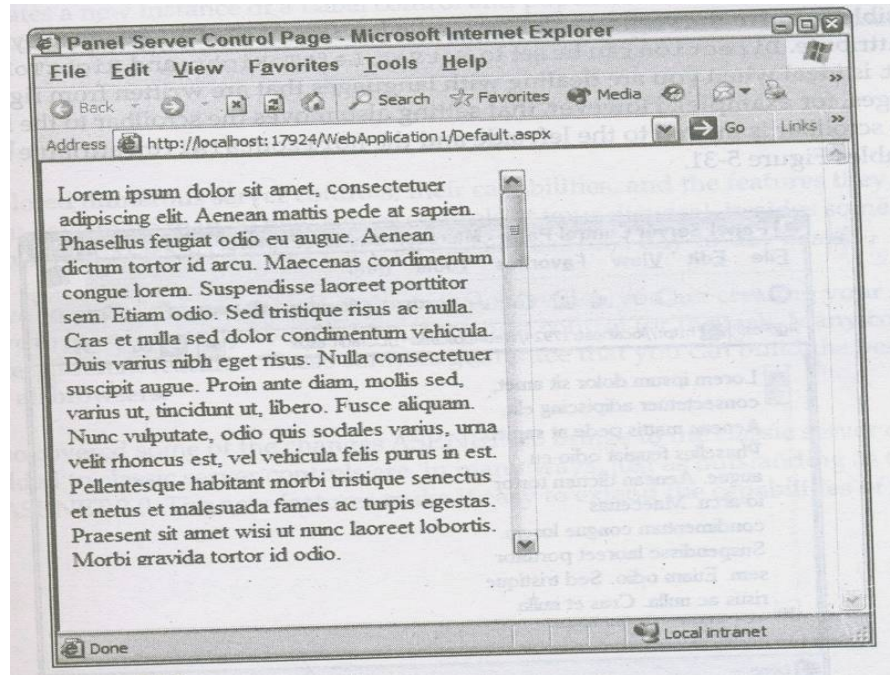 Panel Server Control Page - Microsoft Internet Explorer
File Edit View Favorites Tools Help
Back Search Favorites Media
Address http://localhost:17924/WebApplication1/Default.aspx Go Links
Lorem ipsum dolor sit amet, consectetuer
adipiscing elit. Aenean mattis pede at sapien.
Phasellus feugiat odio eu augue. Aenean
dictum tortor id arcu. Maecenas condimentum
congue lorem. Suspendisse laoreet porttitor
sem. Etiam odio. Sed tristique risus ac nulla.
Cras et nulla sed dolor condimentum vehicula.
Duis varius nibh eget risus. Nulla consectetuer
suscipit augue. Proin ante diam, mollis sed,
varius ut, tincidunt ut, libero. Fusce aliquam.
Nunc vulputate, odio quis sodales varius, urna
velit rhoncus est, vel vehicula felis purus in est.
Pellentesque habitant morbi tristique senectus
et netus et malesuada fames ac turpis egestas.
Praesent sit amet wisi ut nunc laoreet lobortis.
Morbi gravida tortor id odio.
Done Local intranet